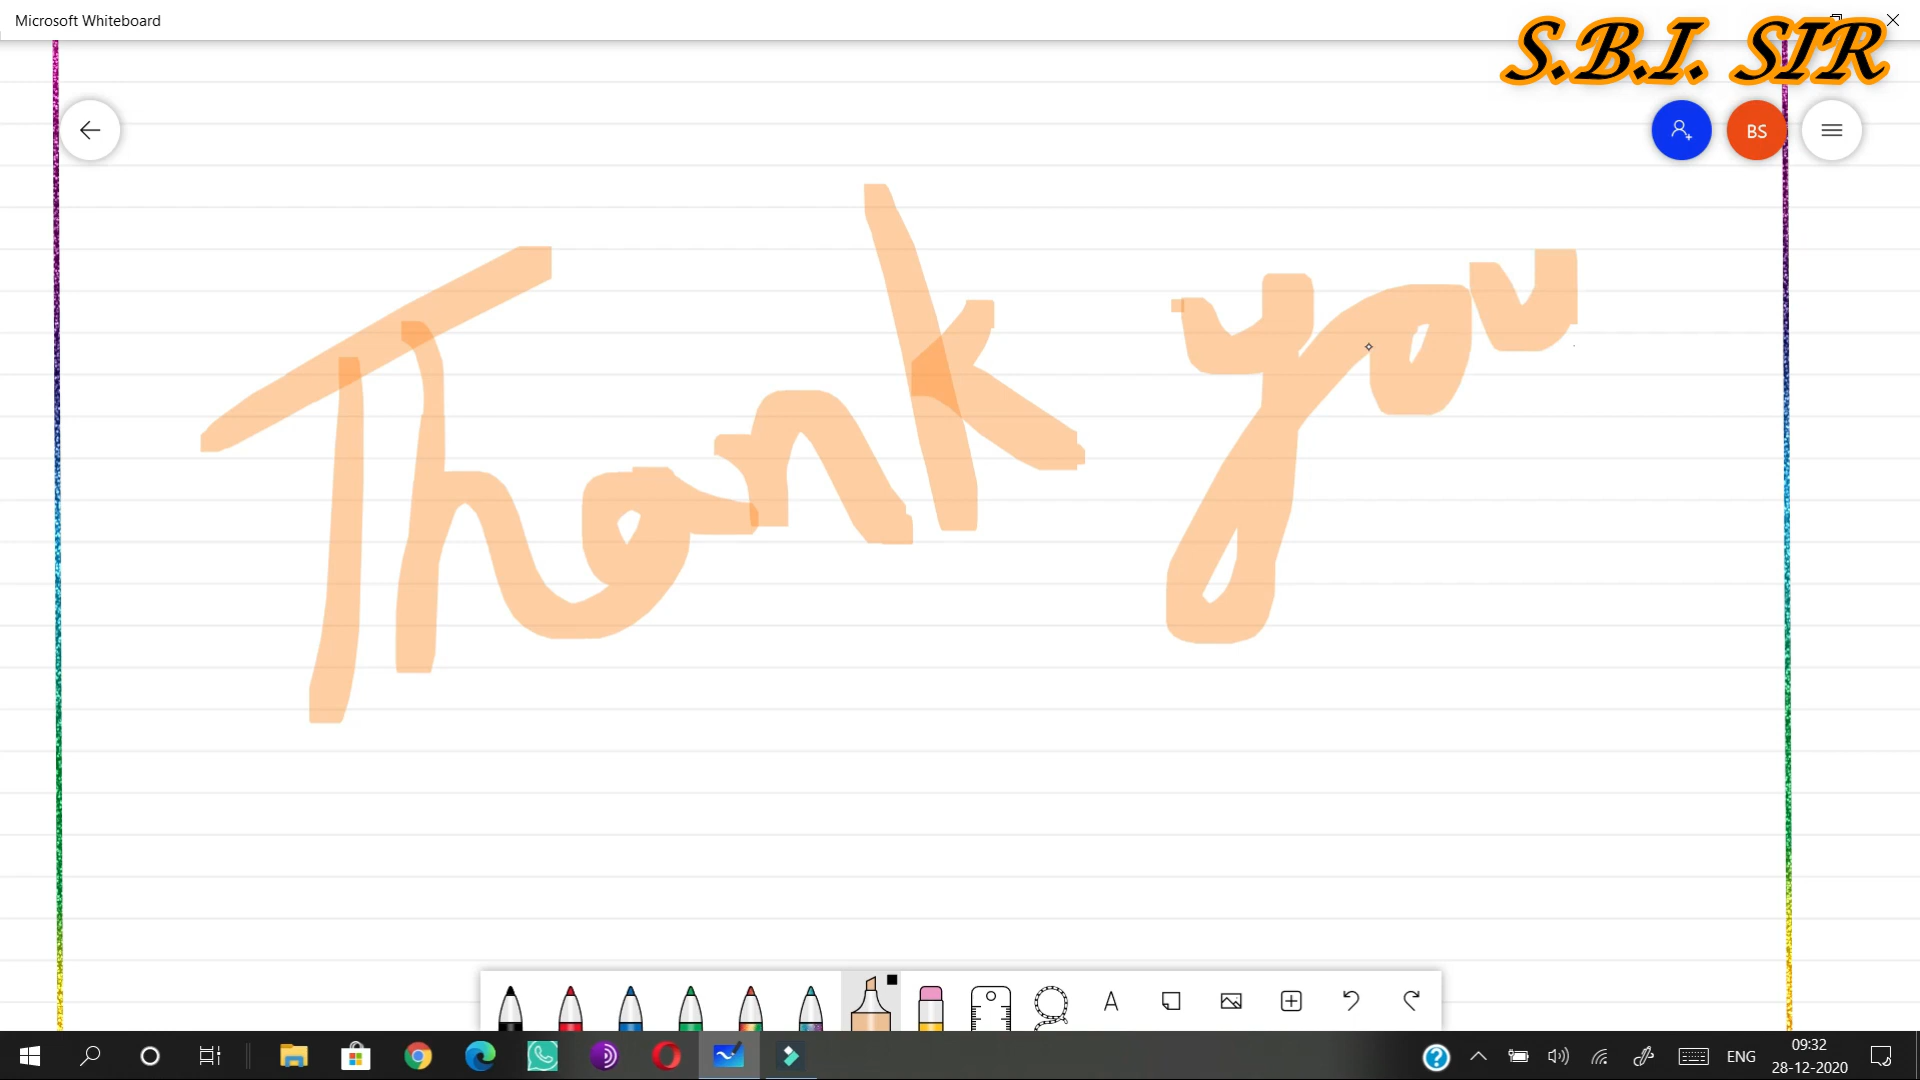 Microsoft Whiteboard
S.B.I. SIR
BS
Thank you
A
ENG
09:32
28-12-2020